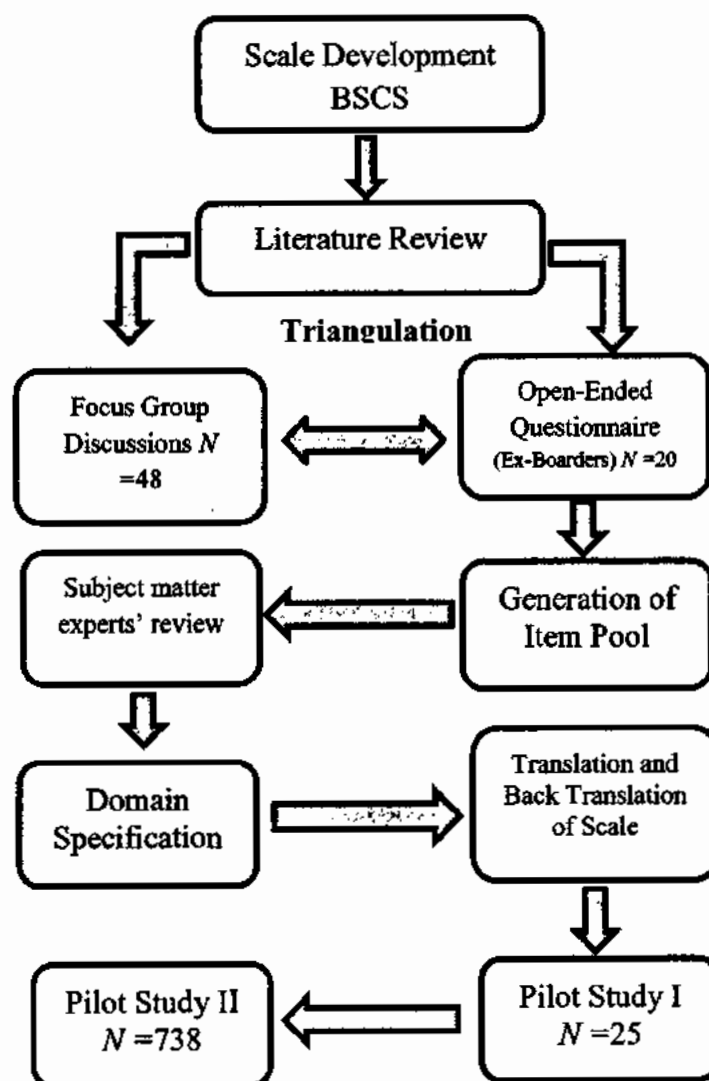 Scale Development
BSCS
Literature Review
Triangulation
Focus Group
Discussions N
=48
Open-Ended
Questionnaire
(Ex-Boarders) N =20
Subject matter
experts’ review
Generation of
Item Pool
Domain
Specification
Translation and
Back Translation
of Scale
Pilot Study II
N =738
Pilot Study I
N =25